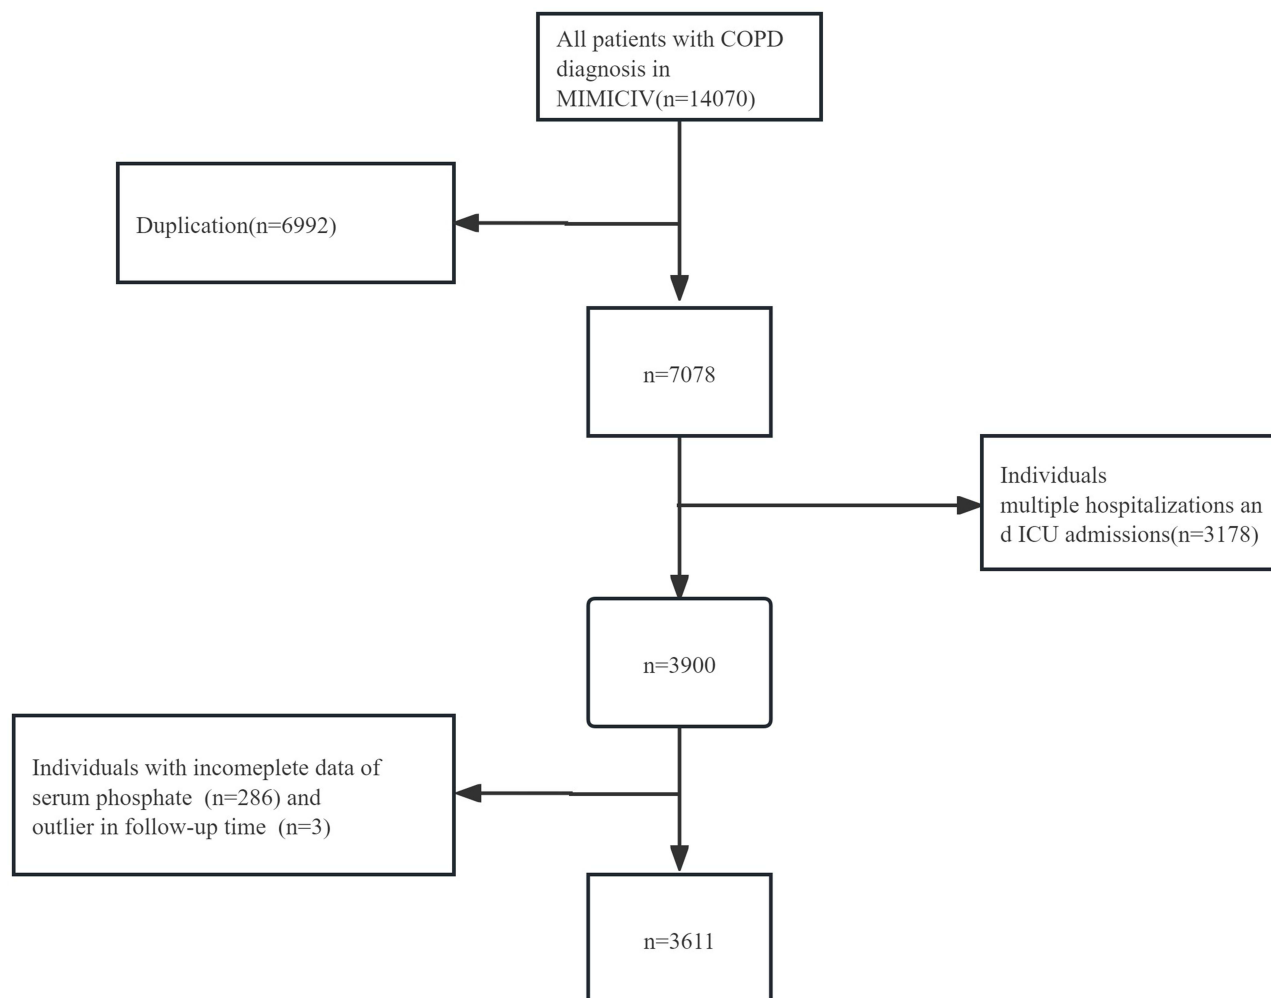 All patients with COPD
diagnosis in
MIMICIV(n=14070)
Duplication(n=6992)
n=7078
Individuals
multiple hospitalizations an
d ICU admissions(n=3178)
n=3900
Individuals with incomeplete data of
serum phosphate  (n=286) and
outlier in follow-up time  (n=3)
n=3611